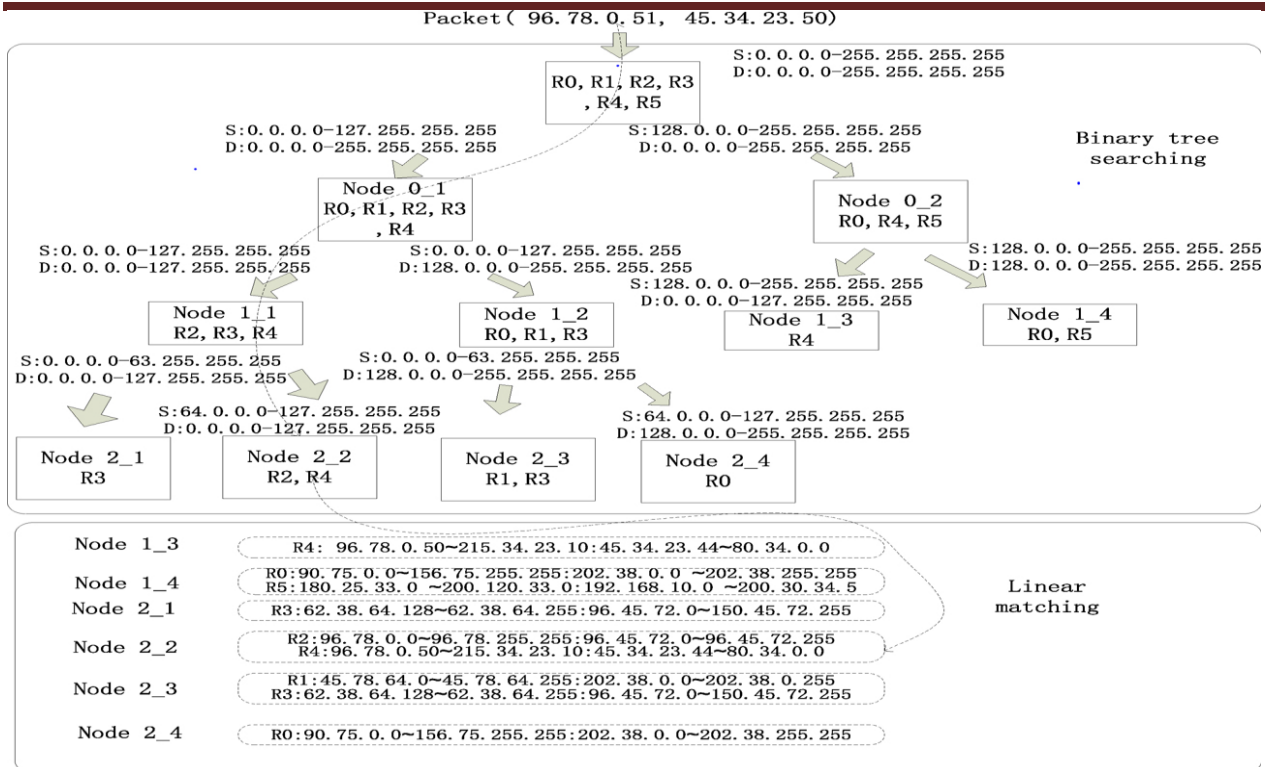 Packet( 96.78.0.51, 45.34.23.50)
S:0.0.0.0-255.255.255.255
D:0.0.0.0-255.255.255.255
R0,R1,R2,R3
,R4,R5
Binary tree
searching
S:0.0.0.0-127.255.255.255
D:0.0.0.0-255.255.255.255
S:128.0.0.0-255.255.255.255
D:0.0.0.0-255.255.255.255
Node 0_1
R0,R1,R2,R3
,R4
Node 0_2
R0,R4,R5
S:0.0.0.0-127.255.255.255
D:0.0.0.0-127.255.255.255
S:0.0.0.0-127.255.255.255
D:128.0.0.0-255.255.255.255
S:128.0.0.0-255.255.255.255
D:0.0.0.0-127.255.255.255
S:128.0.0.0-255.255.255.255
D:128.0.0.0-255.255.255.255
Node 1_1
R2,R3,R4
Node 1_2
R0,R1,R3
Node 1_3
R4
Node 1_4
R0,R5
S:0.0.0.0-63.255.255.255
D:0.0.0.0-127.255.255.255
S:64.0.0.0-127.255.255.255
D:0.0.0.0-127.255.255.255
S:0.0.0.0-63.255.255.255
D:128.0.0.0-255.255.255.255
S:64.0.0.0-127.255.255.255
D:128.0.0.0-255.255.255.255
Node 2_1
R3
Node 2_2
R2,R4
Node 2_3
R1,R3
Node 2_4
R0
Linear
matching
Node 1_3
R4: 96.78.0.50~215.34.23.10:45.34.23.44~80.34.0.0
Node 1_4
R0:90.75.0.0~156.75.255.255:202.38.0.0 ~202.38.255.255
R5:180.25.33.0 ~200.120.33.0:192.168.10.0 ~200.30.34.5
Node 2_1
R3:62.38.64.128~62.38.64.255:96.45.72.0~150.45.72.255
Node 2_2
R2:96.78.0.0~96.78.255.255:96.45.72.0~96.45.72.255
R4:96.78.0.50~215.34.23.10:45.34.23.44~80.34.0.0
Node 2_3
R1:45.78.64.0~45.78.64.255:202.38.0.0~202.38.0.255
R3:62.38.64.128~62.38.64.255:96.45.72.0~150.45.72.255
Node 2_4
R0:90.75.0.0~156.75.255.255:202.38.0.0~202.38.255.255